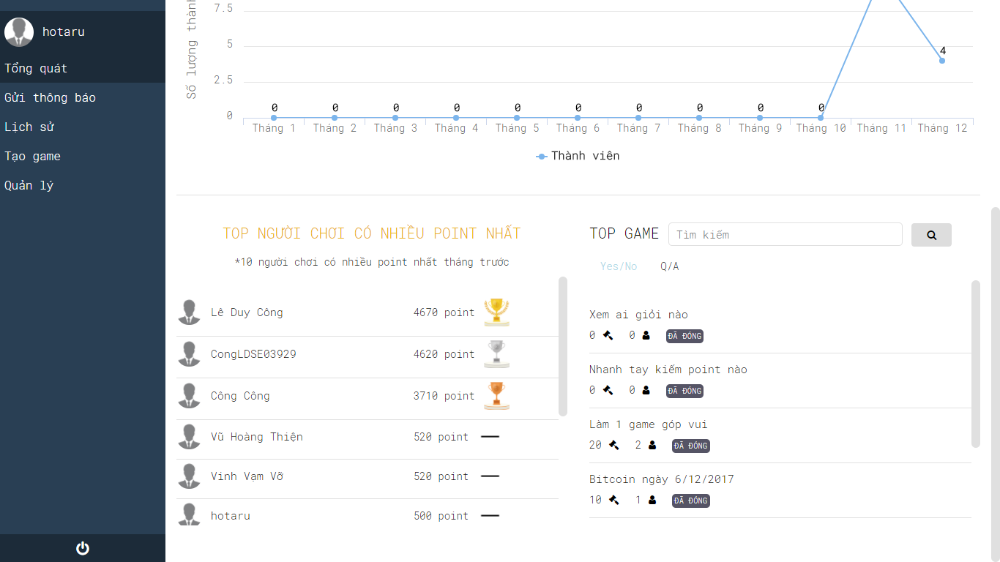 hotaru
Tổng quát
Gửi thông báo
Lịch sử
Tạo game
Quản lý
Số lượng thành
7.5
5
2.5
0
0 0 0 0 0 0 0 0 0 0 4
Tháng 1 Tháng 2 Tháng 3 Tháng 4 Tháng 5 Tháng 6 Tháng 7 Tháng 8 Tháng 9 Tháng 10 Tháng 11 Tháng 12
Thành viên
TOP NGƯỜI CHƠI CÓ NHIỀU POINT NHẤT
*10 người chơi có nhiều point nhất tháng trước
Lê Duy Công 4670 point
CongLDSE03929 4620 point
Công Công 3710 point
Vũ Hoàng Thiện 520 point
Vinh Vạm Vỡ 520 point
hotaru 500 point
TOP GAME Tìm kiếm
Yes/No Q/A
Xem ai giỏi nào
0 0 ĐÃ ĐÓNG
Nhanh tay kiếm point nào
0 0 ĐÃ ĐÓNG
Làm 1 game góp vui
20 2 ĐÃ ĐÓNG
Bitcoin ngày 6/12/2017
10 1 ĐÃ ĐÓNG